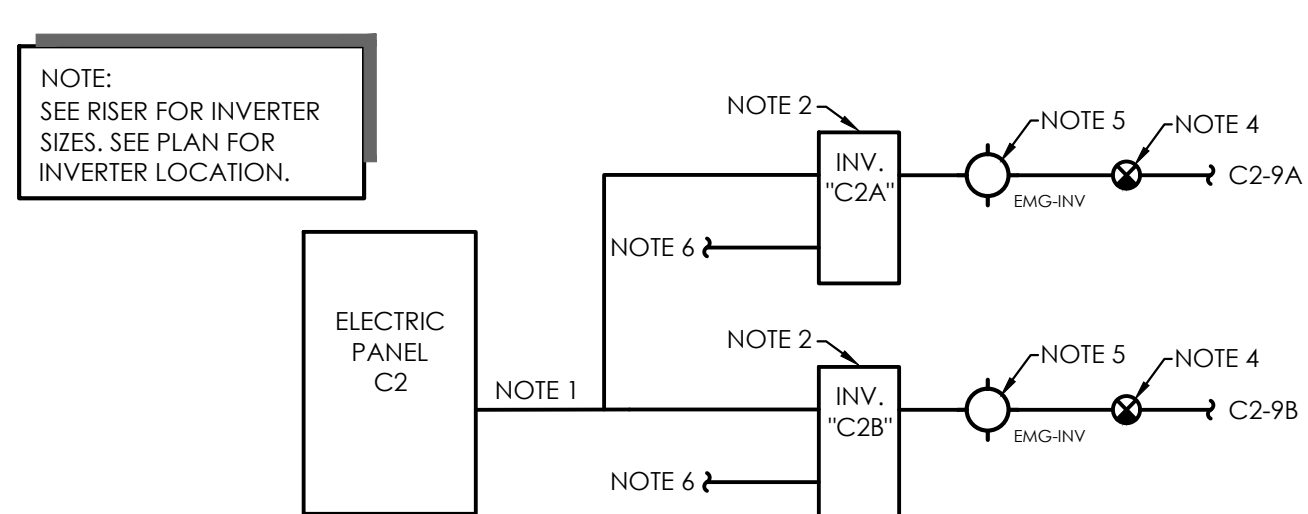 NOTE:
SEE RISER FOR INVERTER
SIZES. SEE PLAN FOR
INVERTER LOCATION.
NOTE 2
NOTE 5
NOTE 4
INV.
"C2A"
EMG-INV
C2-9A
NOTE 6
ELECTRIC
PANEL
C2
NOTE 1
NOTE 2
NOTE 5
NOTE 4
INV.
"C2B"
EMG-INV
C2-9B
NOTE 6